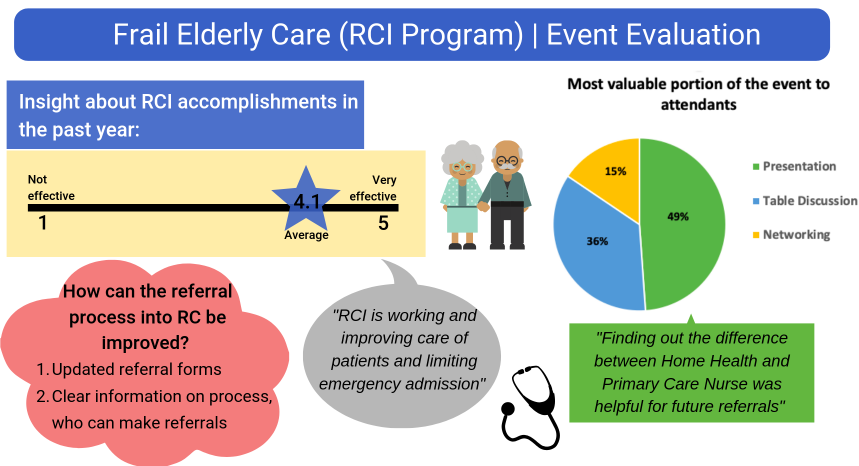 Frail Elderly Care (RCI Program) | Event Evaluation
Insight about RCI accomplishments in
the past year:
Not
effective
Very
effective
4.1
1
5
Average
Most valuable portion of the event to
attendants
15%
49%
36%
Presentation
Table Discussion
Networking
How can the referral
process into RC be
improved?
1. Updated referral forms
2. Clear information on process,
who can make referrals
"RCI is working and
improving care of
patients and limiting
emergency admission"
"Finding out the difference
between Home Health and
Primary Care Nurse was
helpful for future referrals"